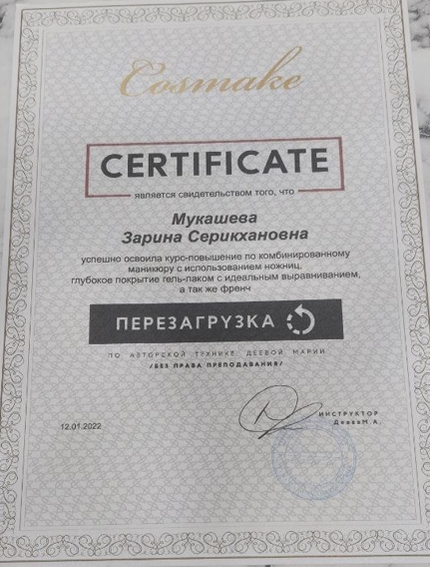 Cosmake
CERTIFICATE
является свидетельством того, что
Мукашева
Зарина Серикхановна
успешно освоила курс-повышение по комбинированному
маникюру с использованием ножниц,
глубокое покрытие гель-лаком с идеальным выравниванием,
а так же френч
ПЕРЕЗАГРУЗКА
ПО АВТОРСКОЙ ТЕХНИКЕ ДЕЕВОЙ МАРИИ
/БЕЗ ПРАВА ПРЕПОДАВАНИЯ/
ИНСТРУКТОР
ДееваМ.А.
12.01.2022